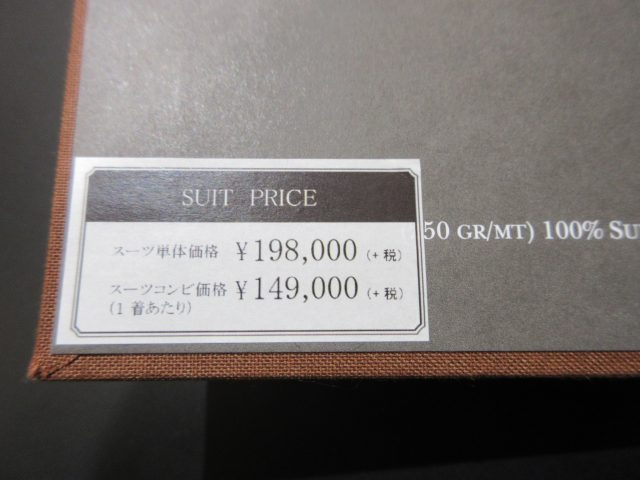 SUIT PRICE
スーツ単体価格 ¥198,000 (+税)
スーツコンビ価格 ¥149,000 (+税)
(1着あたり)
50 GR/MT) 100% SU